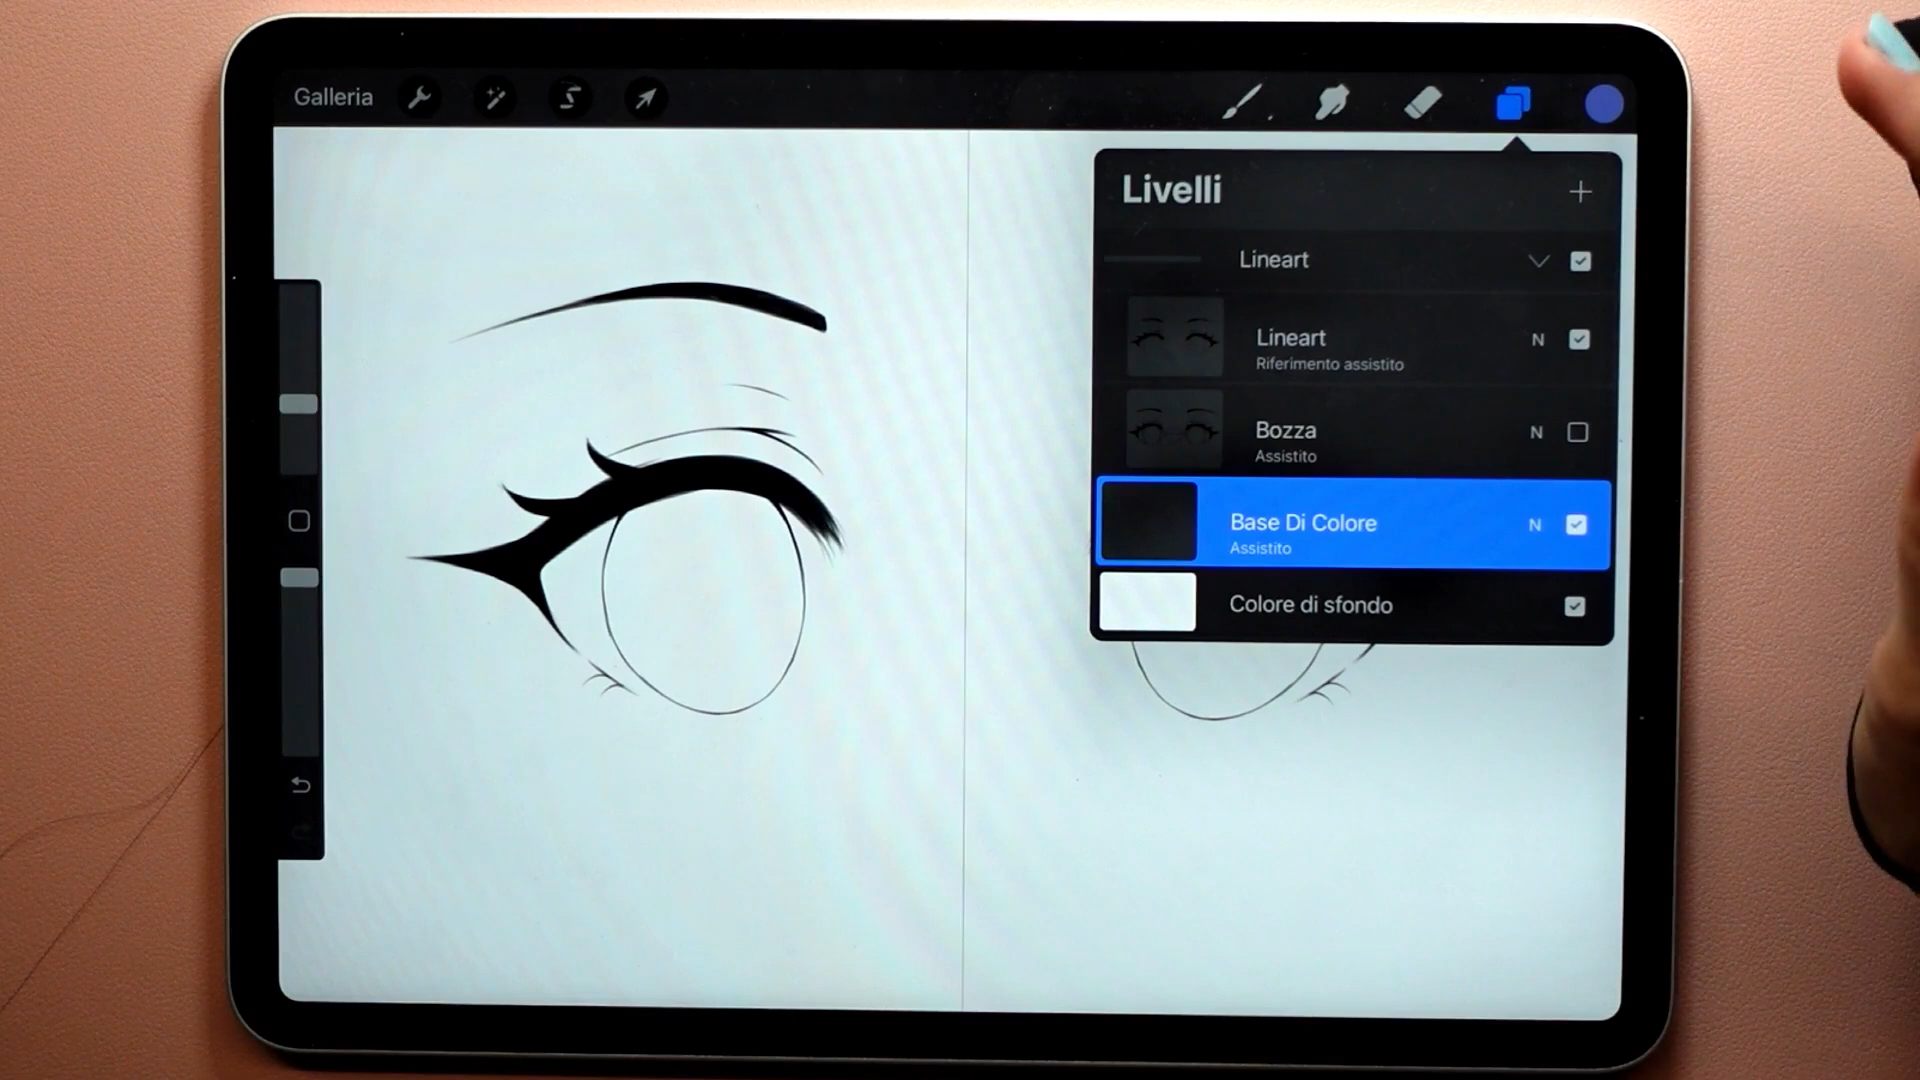 Galleria
Livelli
Lineart
Lineart N
Riferimento assistito
Bozza N
Assistito
Base Di Colore N
Assistito
Colore di sfondo